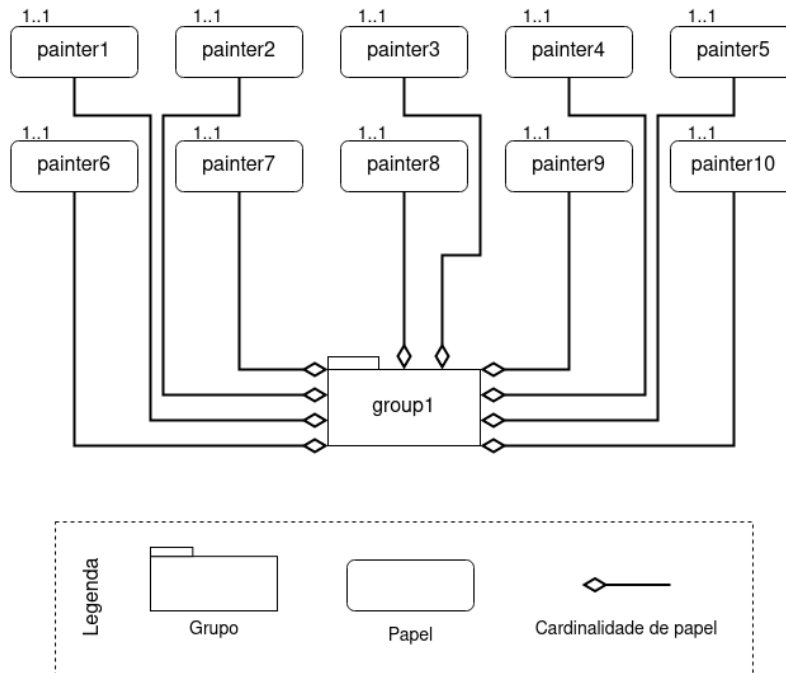 1..1 1..1 1..1 1..1 1..1
painter1 painter2 painter3 painter4 painter5
1..1 1..1 1..1 1..1 1..1
painter6 painter7 painter8 painter9 painter10
group1
Legenda
Grupo
Papel
Cardinalidade de papel